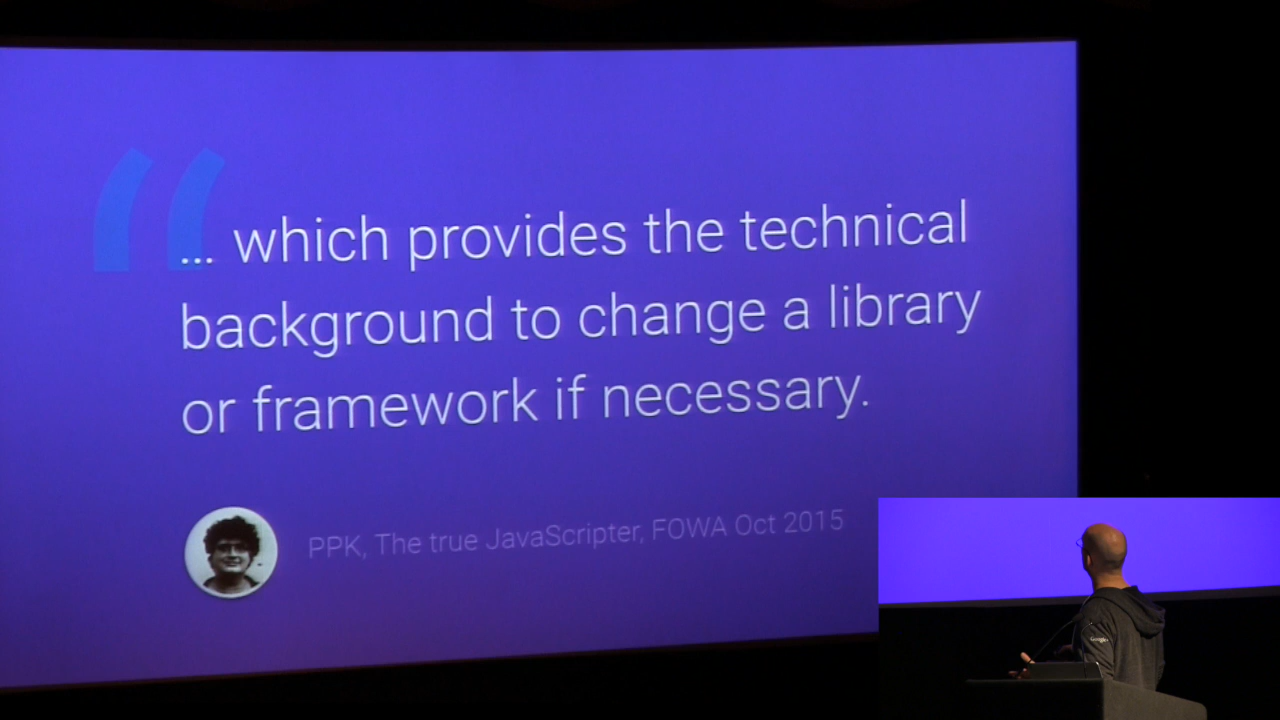 “
... which provides the technical
background to change a library
or framework if necessary.
PPK, The true JavaScripter, FOWA Oct 2015
Google